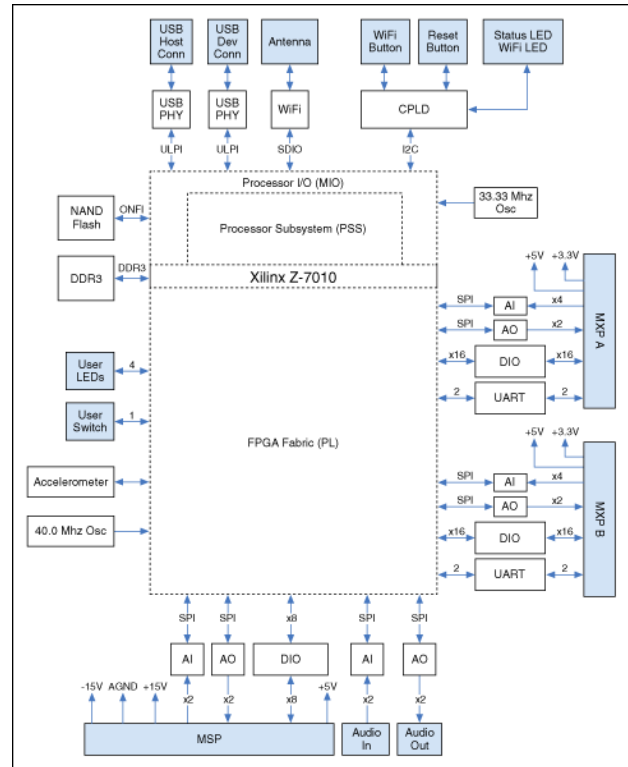 USB
Host
Conn
USB
Dev
Conn
Antenna
WiFi
Button
Reset
Button
Status LED
WiFi LED
USB
PHY
USB
PHY
WiFi
CPLD
ULPI
ULPI
SDIO
I2C
Processor I/O (MIO)
NAND
Flash
ONFI
33.33 Mhz
Osc
Processor Subsystem (PSS)
DDR3
DDR3
Xilinx Z-7010
+5V
+3.3V
SPI
AI
x4
SPI
AO
x2
x16
DIO
x16
2
UART
2
MXP A
User
LEDs
4
User
Switch
1
FPGA Fabric (PL)
Accelerometer
40.0 Mhz Osc
+5V
+3.3V
SPI
AI
x4
SPI
AO
x2
x16
DIO
x16
2
UART
2
MXP B
SPI
SPI
x8
SPI
SPI
AI
AO
DIO
AI
AO
-15V
AGND
+15V
x2
x2
x8
+5V
x2
x2
MSP
Audio
In
Audio
Out